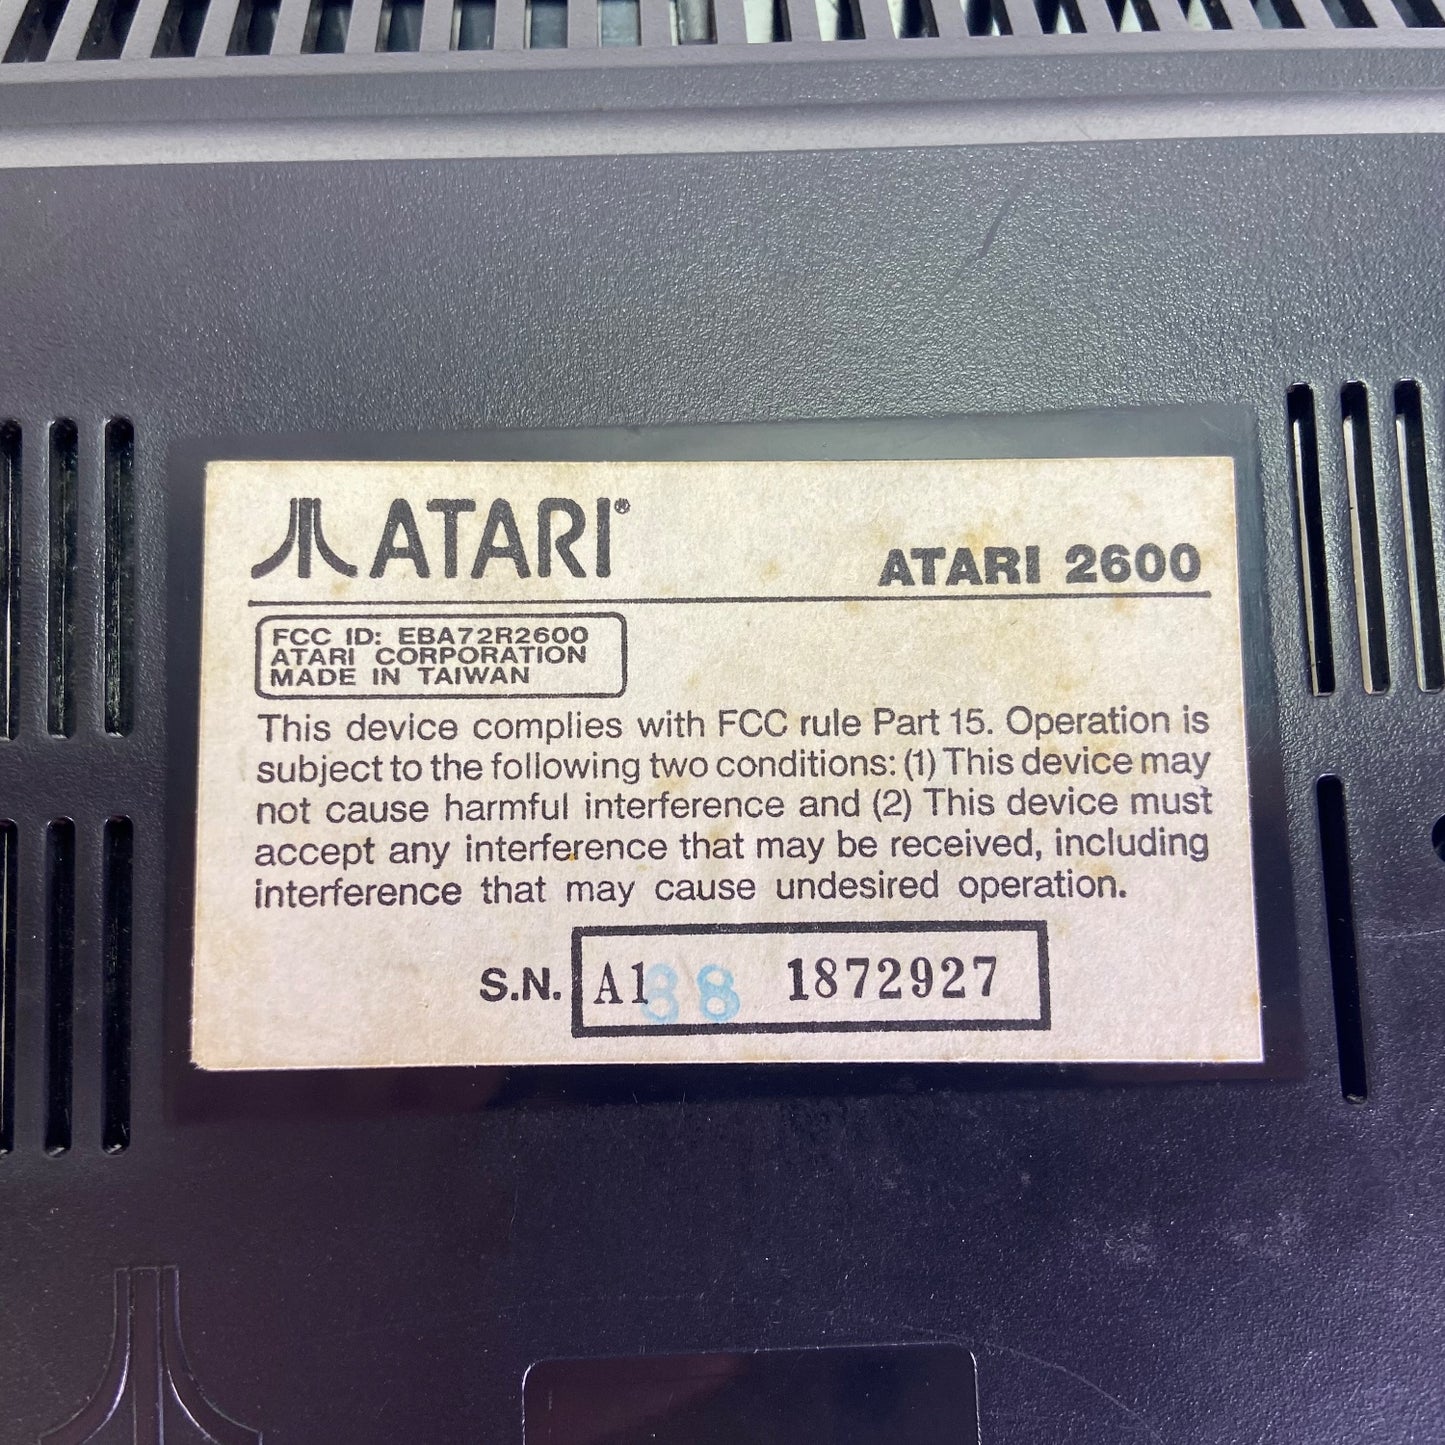 ATARI®
ATARI 2600
FCC ID: EBA72R2600
ATARI CORPORATION
MADE IN TAIWAN
This device complies with FCC rule Part 15. Operation is
subject to the following two conditions: (1) This device may
not cause harmful interference and (2) This device must
accept any interference that may be received, including
interference that may cause undesired operation.
S.N. A1 88 1872927